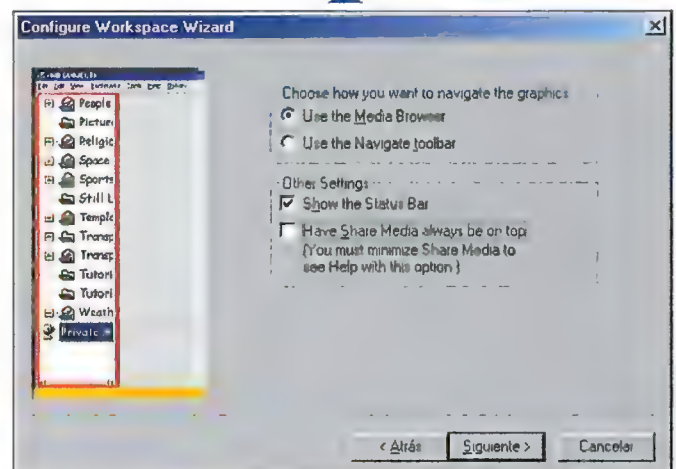 Configure Workspace Wizard
People
Pictur
Religio
Space
Sports
Still L
Templa
Transp
Transp
Tutori
Tutori
Weath
Private
Choose how you want to navigate the graphics
Use the Media Browser
Use the Navigate toolbar
Other Settings
Show the Status Bar
Have Share Media always be on top
(You must minimize Share Media to
see Help with this option.)
< Atrás
Siguiente >
Cancelar